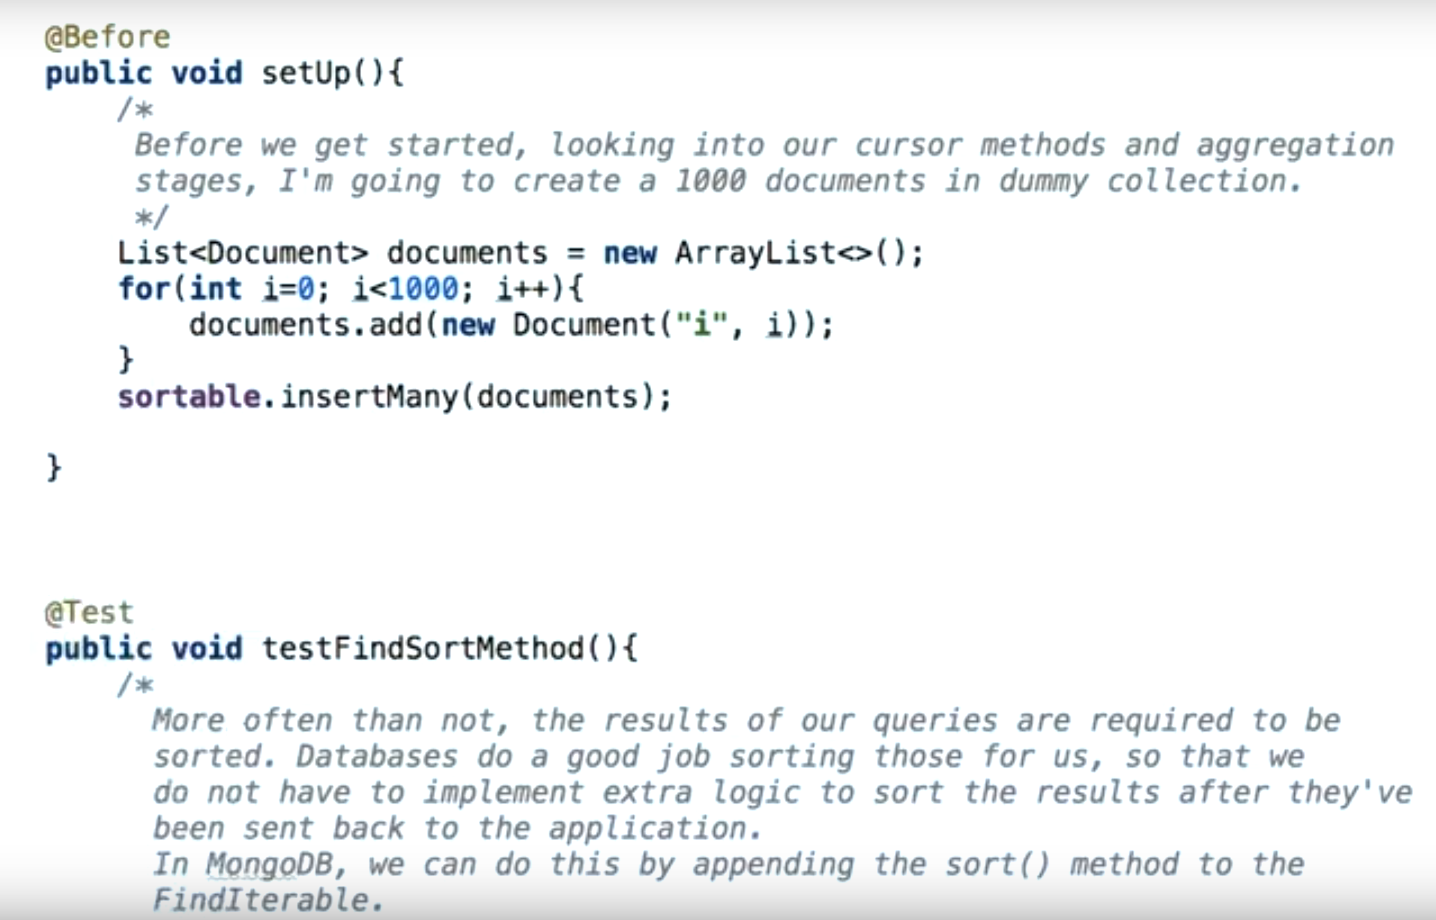 @Before
public void setUp(){
/*
Before we get started, looking into our cursor methods and aggregation
stages, I'm going to create a 1000 documents in dummy collection.
*/
List<Document> documents = new ArrayList<>();
for(int i=0; i<1000; i++){
documents.add(new Document("i", i));
}
sortable.insertMany(documents);
}
@Test
public void testFindSortMethod(){
/*
More often than not, the results of our queries are required to be
sorted. Databases do a good job sorting those for us, so that we
do not have to implement extra logic to sort the results after they've
been sent back to the application.
In MongoDB, we can do this by appending the sort() method to the
FindIterable.